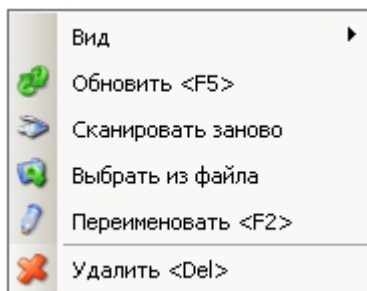 Вид
Обновить <F5>
Сканировать заново
Выбрать из файла
Переименовать <F2>
Удалить <Del>